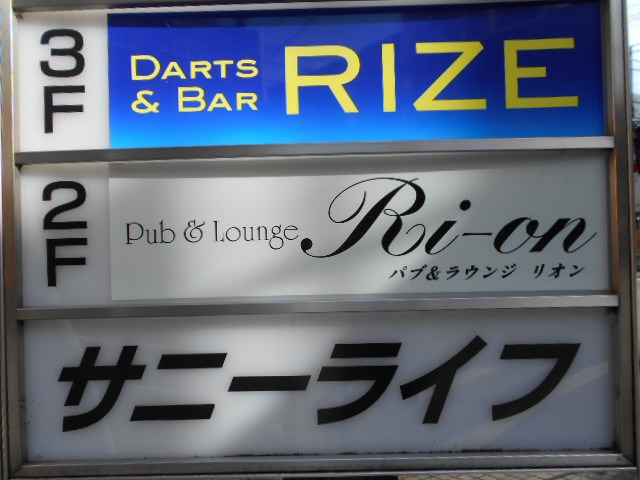 3F
DARTS & BAR RIZE
2F
Pub & Lounge Ri-on
パブ&ラウンジ リオン
サニーライフ